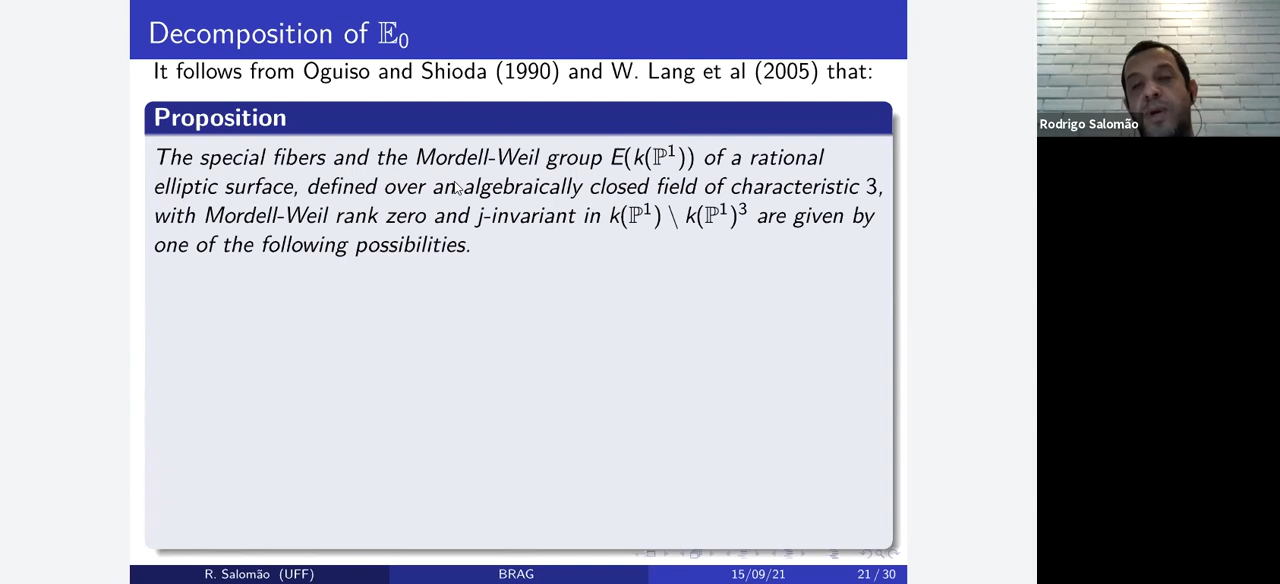 Decomposition of 𝔼₀
It follows from Oguiso and Shioda (1990) and W. Lang et al (2005) that:
Proposition
The special fibers and the Mordell-Weil group E(k(ℙ¹)) of a rational
elliptic surface, defined over an algebraically closed field of characteristic 3,
with Mordell-Weil rank zero and j-invariant in k(ℙ¹) \ k(ℙ¹)³ are given by
one of the following possibilities.
R. Salomão (UFF) BRAG 15/09/21 21 / 30
Rodrigo Salomão